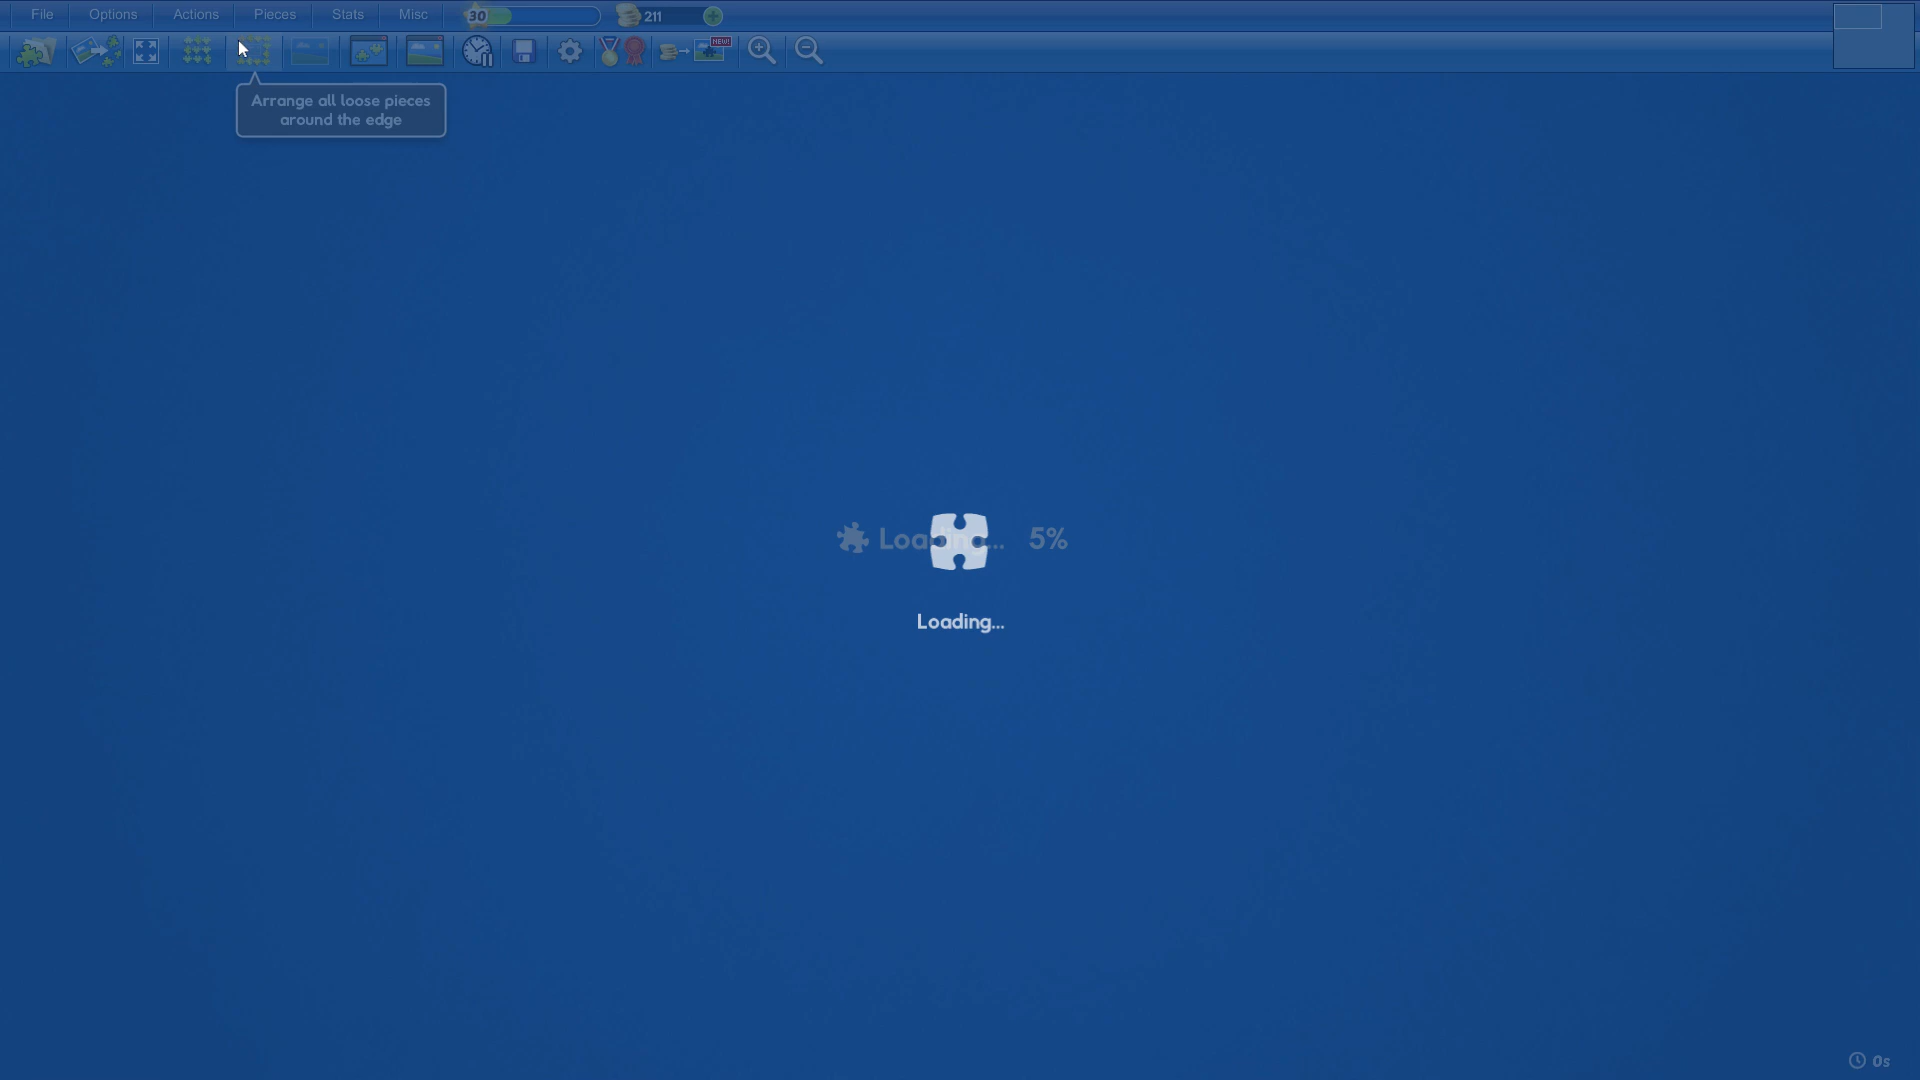 File Options Actions Pieces Stats Misc 30 211
NEW!
Arrange all loose pieces
around the edge
Loading... 5%
Loading...
0s